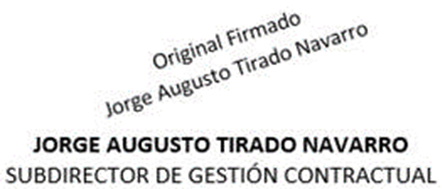 Original Firmado
Jorge Augusto Tirado Navarro
JORGE AUGUSTO TIRADO NAVARRO
SUBDIRECTOR DE GESTIÓN CONTRACTUAL